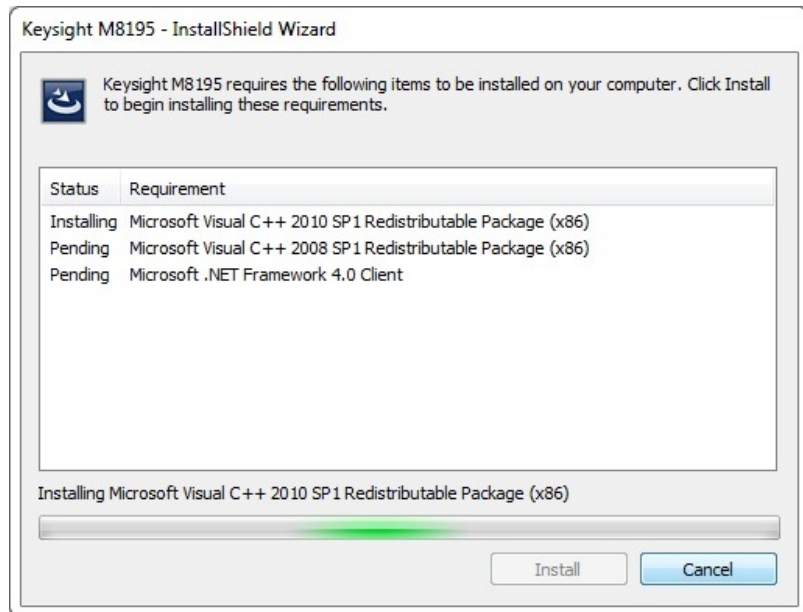 Keysight M8195 - InstallShield Wizard
Keysight M8195 requires the following items to be installed on your computer. Click Install
to begin installing these requirements.
Status Requirement
Installing Microsoft Visual C++ 2010 SP1 Redistributable Package (x86)
Pending Microsoft Visual C++ 2008 SP1 Redistributable Package (x86)
Pending Microsoft .NET Framework 4.0 Client
Installing Microsoft Visual C++ 2010 SP1 Redistributable Package (x86)
Install Cancel